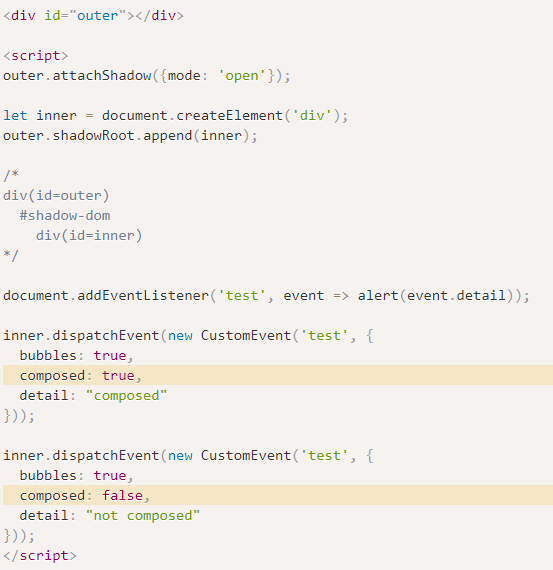 <div id="outer"></div>

<script>
outer.attachShadow({mode: 'open'});

let inner = document.createElement('div');
outer.shadowRoot.append(inner);

/*
div(id=outer)
  #shadow-dom
    div(id=inner)
*/

document.addEventListener('test', event => alert(event.detail));

inner.dispatchEvent(new CustomEvent('test', {
  bubbles: true,
  composed: true,
  detail: "composed"
}));

inner.dispatchEvent(new CustomEvent('test', {
  bubbles: true,
  composed: false,
  detail: "not composed"
}));
</script>